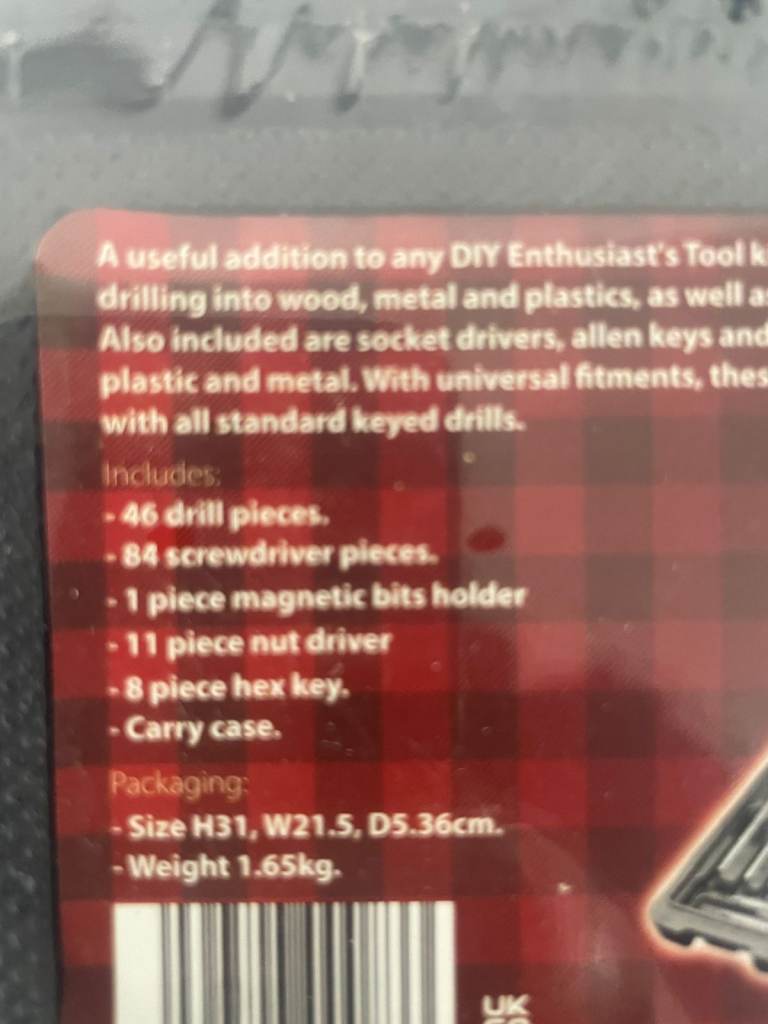 A useful addition to any DIY Enthusiast's Tool
drilling into wood, metal and plastics, as well
Also included are socket drivers, allen keys and
plastic and metal. With universal fitments,
with all standard keyed drills.
Includes:
- 46 drill pieces.
- 84 screwdriver pieces.
- 1 piece magnetic bits holder
- 11 piece nut driver
- 8 piece hex key.
- Carry case.
Packaging:
- Size H31, W21.5, D5.36cm.
- Weight 1.65kg.
UK